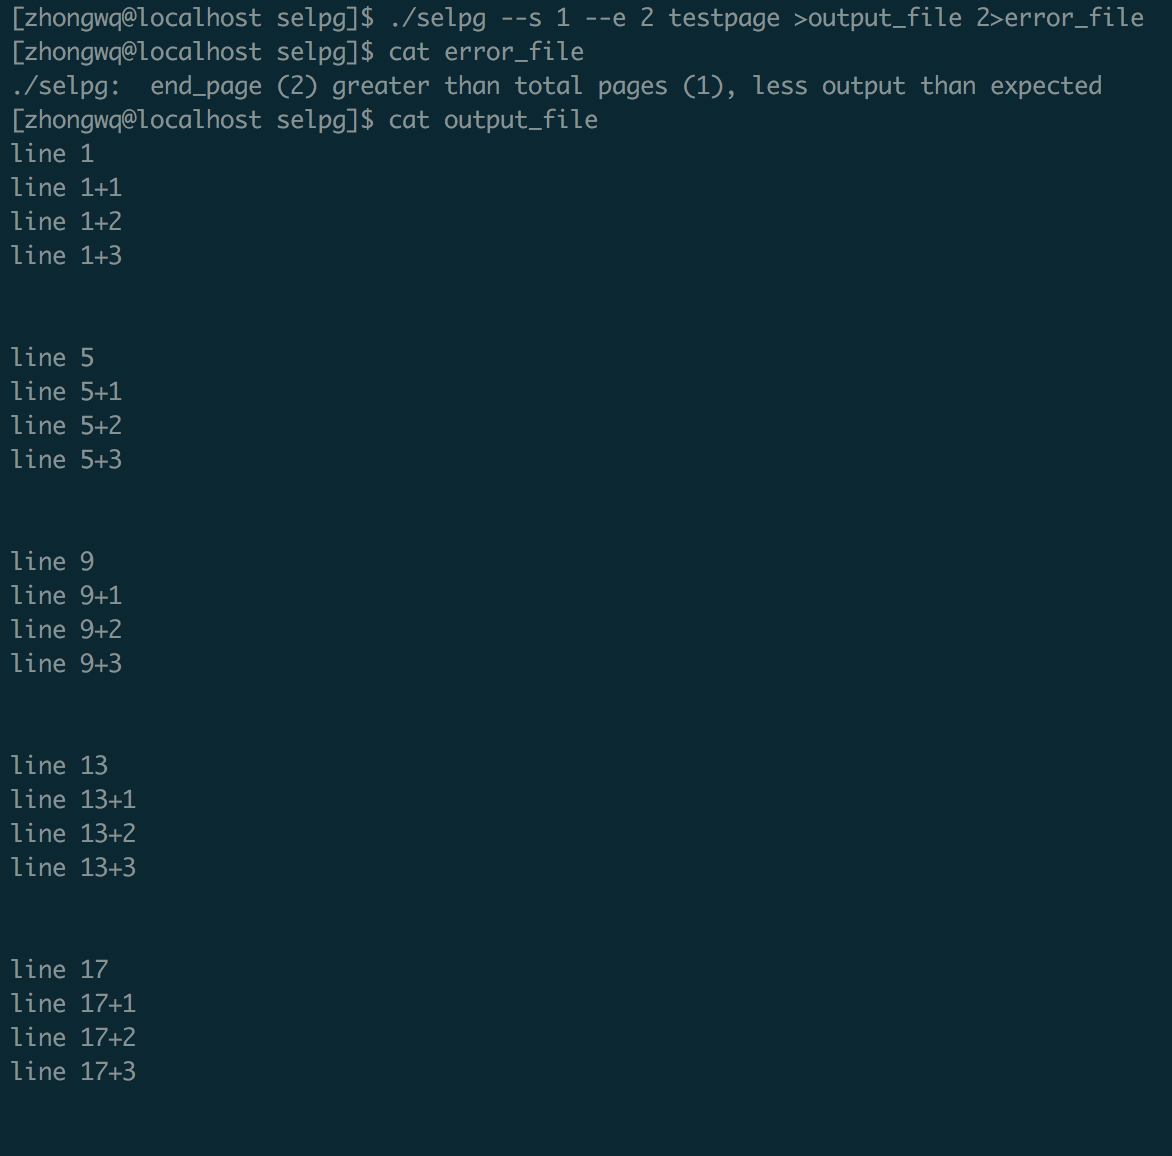 [zhongwq@localhost selpg]$ ./selpg --s 1 --e 2 testpage >output_file 2>error_file
[zhongwq@localhost selpg]$ cat error_file
./selpg:  end_page (2) greater than total pages (1), less output than expected
[zhongwq@localhost selpg]$ cat output_file
line 1
line 1+1
line 1+2
line 1+3
line 5
line 5+1
line 5+2
line 5+3
line 9
line 9+1
line 9+2
line 9+3
line 13
line 13+1
line 13+2
line 13+3
line 17
line 17+1
line 17+2
line 17+3